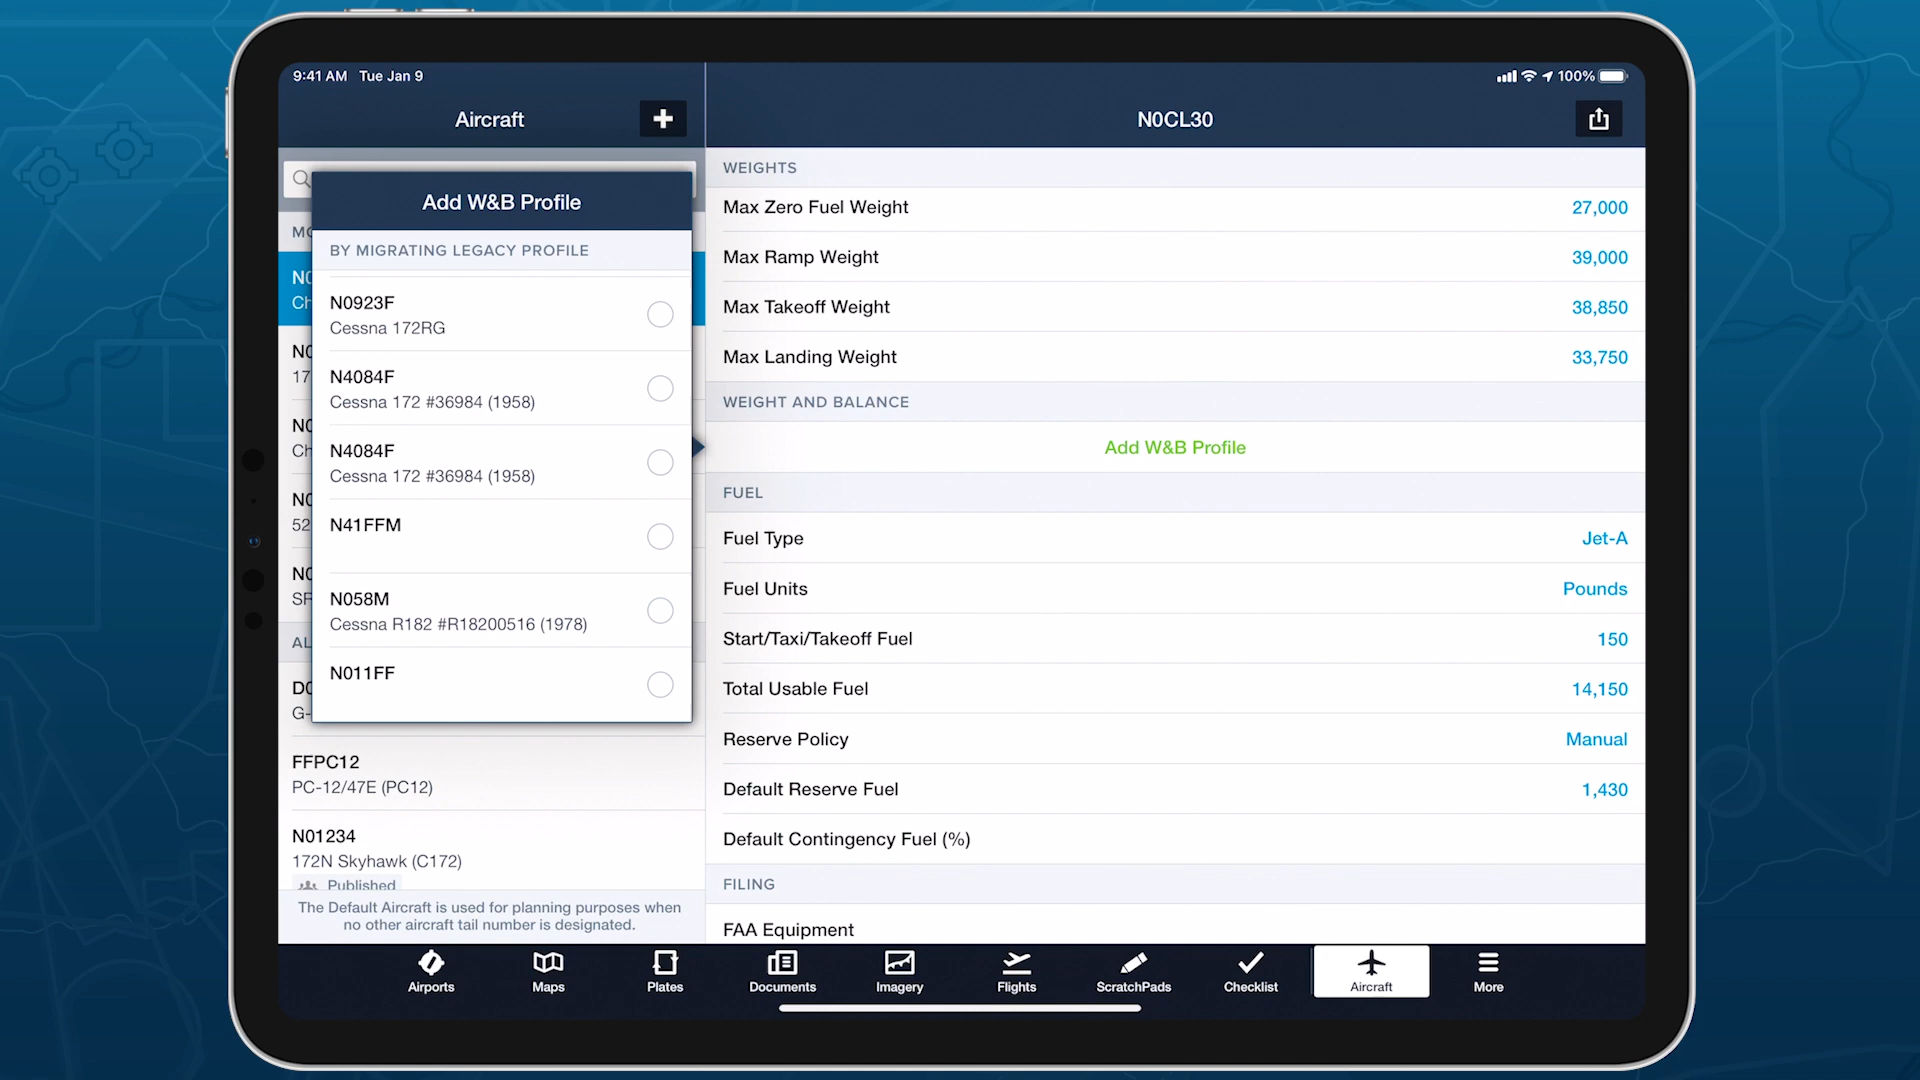 9:41 AM Tue Jan 9
100%
Aircraft
N0CL30
Add W&B Profile
BY MIGRATING LEGACY PROFILE
N0923F
Cessna 172RG
N4084F
Cessna 172 #36984 (1958)
N4084F
Cessna 172 #36984 (1958)
N41FFM
N058M
Cessna R182 #R18200516 (1978)
N011FF
FFPC12
PC-12/47E (PC12)
N01234
172N Skyhawk (C172)
Published
The Default Aircraft is used for planning purposes when
no other aircraft tail number is designated.
WEIGHTS
Max Zero Fuel Weight 27,000
Max Ramp Weight 39,000
Max Takeoff Weight 38,850
Max Landing Weight 33,750
WEIGHT AND BALANCE
Add W&B Profile
FUEL
Fuel Type Jet-A
Fuel Units Pounds
Start/Taxi/Takeoff Fuel 150
Total Usable Fuel 14,150
Reserve Policy Manual
Default Reserve Fuel 1,430
Default Contingency Fuel (%)
FILING
FAA Equipment
Airports Maps Plates Documents Imagery Flights ScratchPads Checklist Aircraft More